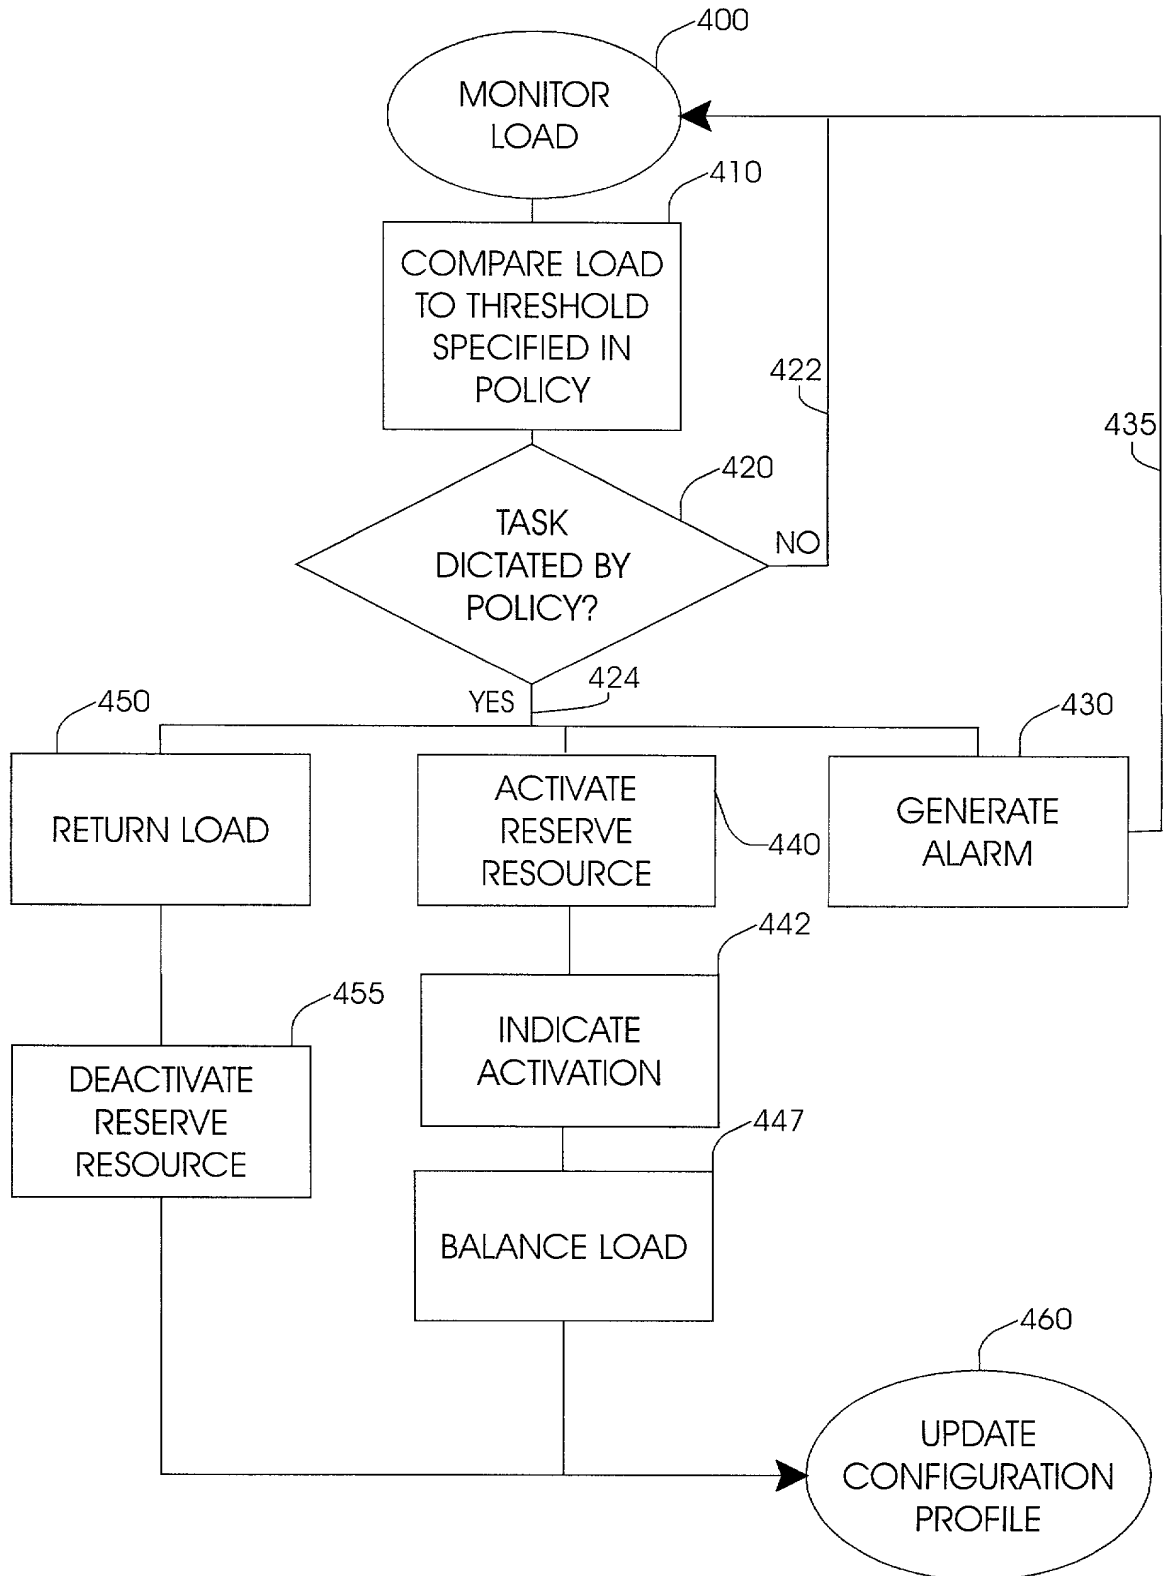 400
MONITOR
LOAD
410
COMPARE LOAD
TO THRESHOLD
SPECIFIED IN
POLICY
422
435
420
TASK
DICTATED BY
POLICY?
NO
YES
424
450
430
RETURN LOAD
ACTIVATE
RESERVE
RESOURCE
440
GENERATE
ALARM
442
455
INDICATE
ACTIVATION
DEACTIVATE
RESERVE
RESOURCE
447
BALANCE LOAD
460
UPDATE
CONFIGURATION
PROFILE